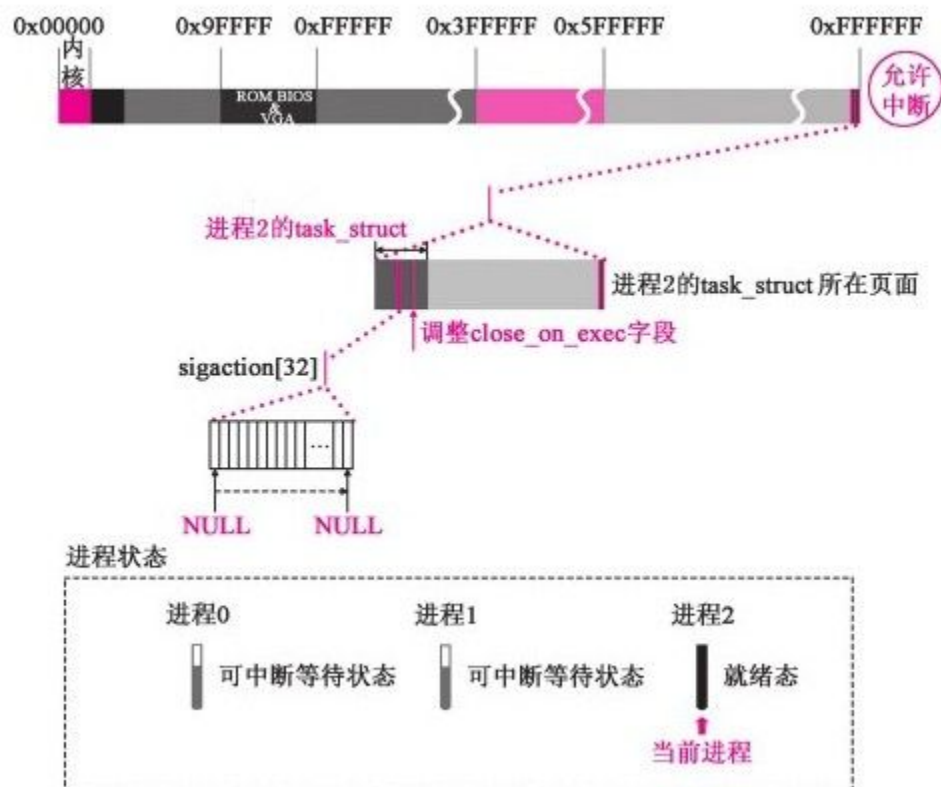 0x00000 0x9FFFF 0xFFFFF 0x3FFFFF 0x5FFFFF 0xFFFFFF
内核
ROM BIOS
&
VGA
允许
中断
进程2的task_struct
进程2的task_struct 所在页面
调整close_on_exec字段
sigaction[32]
...
NULL NULL
进程状态
进程0 进程1 进程2
可中断等待状态 可中断等待状态 就绪态
当前进程